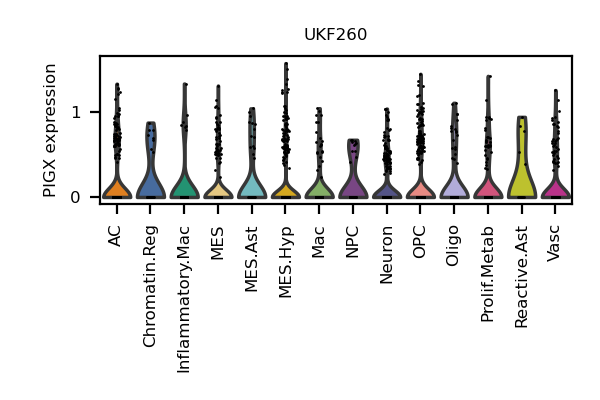 UKF260
PIGX expression
1
0
AC
Chromatin.Reg
Inflammatory.Mac
MES
MES.Ast
MES.Hyp
Mac
NPC
Neuron
OPC
Oligo
Prolif.Metab
Reactive.Ast
Vasc